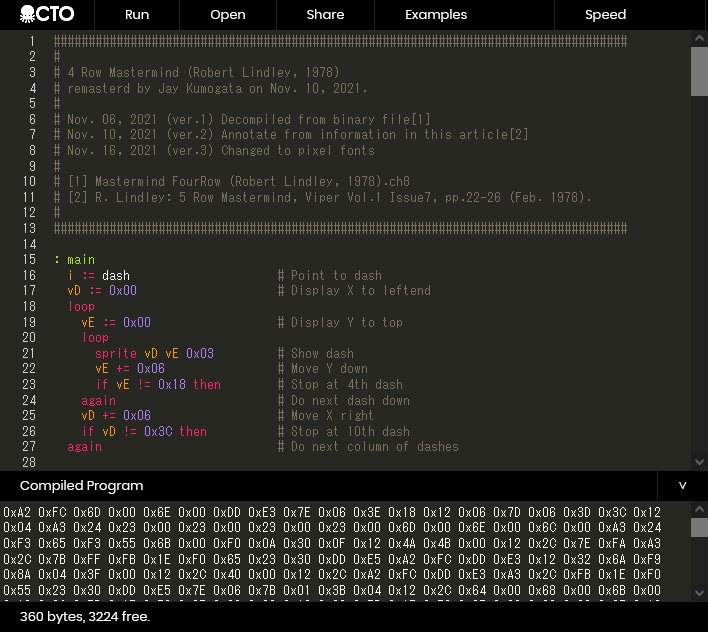 CTO Run Open Share Examples Speed
1 ##################################################################################
2 #
3 # 4 Row Mastermind (Robert Lindley, 1978)
4 # remasterd by Jay Kumogata on Nov. 10, 2021.
5 #
6 # Nov. 06, 2021 (ver.1) Decompiled from binary file[1]
7 # Nov. 10, 2021 (ver.2) Annotate from information in this article[2]
8 # Nov. 16, 2021 (ver.3) Changed to pixel fonts
9 #
10 # [1] Mastermind FourRow (Robert Lindley, 1978).ch8
11 # [2] R. Lindley: 5 Row Mastermind, Viper Vol.1 Issue7, pp.22-26 (Feb. 1978).
12 #
13 ##################################################################################
14
15 : main
16 i := dash # Point to dash
17 vD := 0x00 # Display X to leftend
18 loop
19 vE := 0x00 # Display Y to top
20 loop
21 sprite vD vE 0x03 # Show dash
22 vE += 0x06 # Move Y down
23 if vE != 0x18 then # Stop at 4th dash
24 again # Do next dash down
25 vD += 0x06 # Move X right
26 if vD != 0x3C then # Stop at 10th dash
27 again # Do next column of dashes
28
Compiled Program v
0xA2 0xFC 0x6D 0x00 0x6E 0x00 0xDD 0xE3 0x7E 0x06 0x3E 0x18 0x12 0x06 0x7D 0x06 0x3D 0x3C 0x12
0x04 0xA3 0x24 0x23 0x00 0x23 0x00 0x23 0x00 0x23 0x00 0x6D 0x00 0x6E 0x00 0x6C 0x00 0xA3 0x24
0xF3 0x65 0xF3 0x55 0x6B 0x00 0xF0 0x0A 0x30 0x0F 0x12 0x4A 0x4B 0x00 0x12 0x2C 0x7E 0xFA 0xA3
0x2C 0x7B 0xFF 0xFB 0x1E 0xF0 0x65 0x23 0x30 0xDD 0xE5 0xA2 0xFC 0xDD 0xE3 0x12 0x32 0x6A 0xF9
0x8A 0x04 0x3F 0x00 0x12 0x2C 0x40 0x00 0x12 0x2C 0xA2 0xFC 0xDD 0xE3 0xA3 0x2C 0xFB 0x1E 0xF0
0x55 0x23 0x30 0xDD 0xE5 0x7E 0x06 0x7B 0x01 0x3B 0x04 0x12 0x2C 0x64 0x00 0x68 0x00 0x6B 0x00
360 bytes, 3224 free.